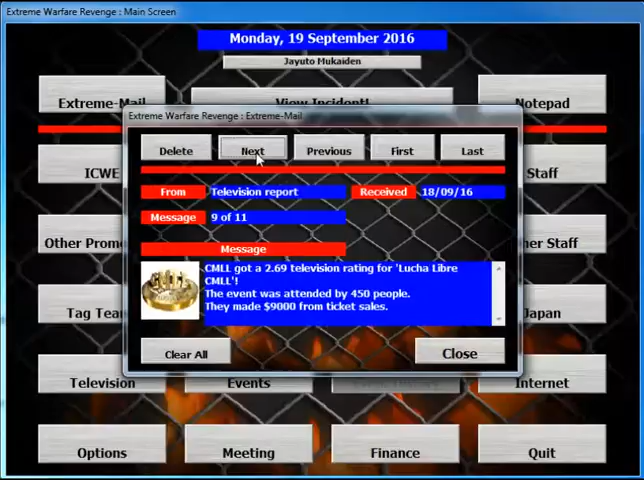 Extreme Warfare Revenge : Main Screen
Monday, 19 September 2016
Jayuto Mukaiden
Extreme-Mail
View Incident!
Notepad
Extreme Warfare Revenge : Extreme-Mail
Delete
Next
Previous
First
Last
ICWE
Staff
From
Television report
Received
18/09/16
Message
9 of 11
Other Prom
er Staff
Message
CMLL got a 2.69 television rating for 'Lucha Libre
CMLL'!
The event was attended by 450 people.
They made $9000 from ticket sales.
Tag Tea
Japan
Clear All
Close
Television
Events
Internet
Options
Meeting
Finance
Quit